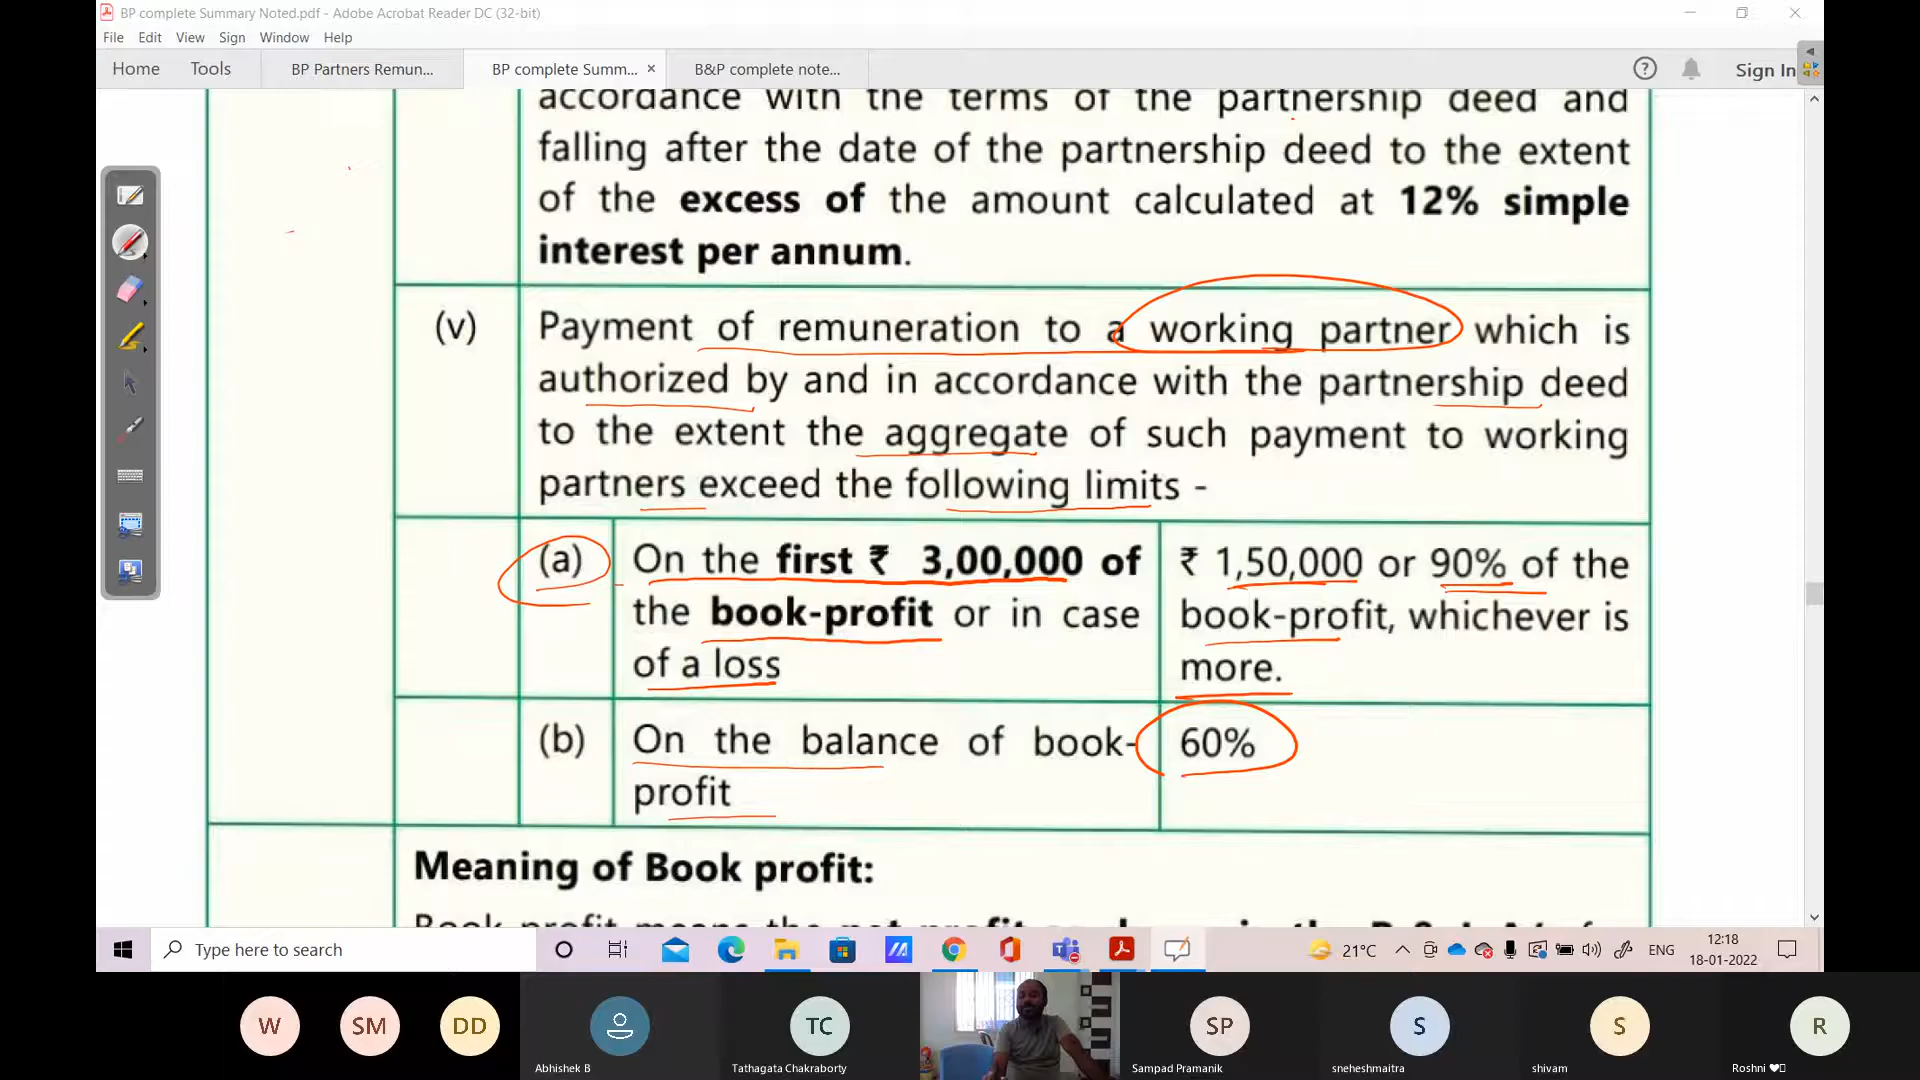 BP complete Summary Noted.pdf - Adobe Acrobat Reader DC (32-bit)
File Edit View Sign Window Help
Home Tools BP Partners Remun... BP complete Summ... × B&P complete note... Sign In
accordance with the terms of the partnership deed and
falling after the date of the partnership deed to the extent
of the excess of the amount calculated at 12% simple
interest per annum.
(v) Payment of remuneration to a working partner which is
authorized by and in accordance with the partnership deed
to the extent the aggregate of such payment to working
partners exceed the following limits -
(a) On the first ₹ 3,00,000 of
the book-profit or in case
of a loss
₹ 1,50,000 or 90% of the
book-profit, whichever is
more.
(b) On the balance of book-
profit
60%
Meaning of Book profit:
Type here to search
21°C
ENG
12:18
18-01-2022
W SM DD TC SP S S R
Abhishek B Tathagata Chakraborty Sampad Pramanik sneheshmaitra shivam Roshni